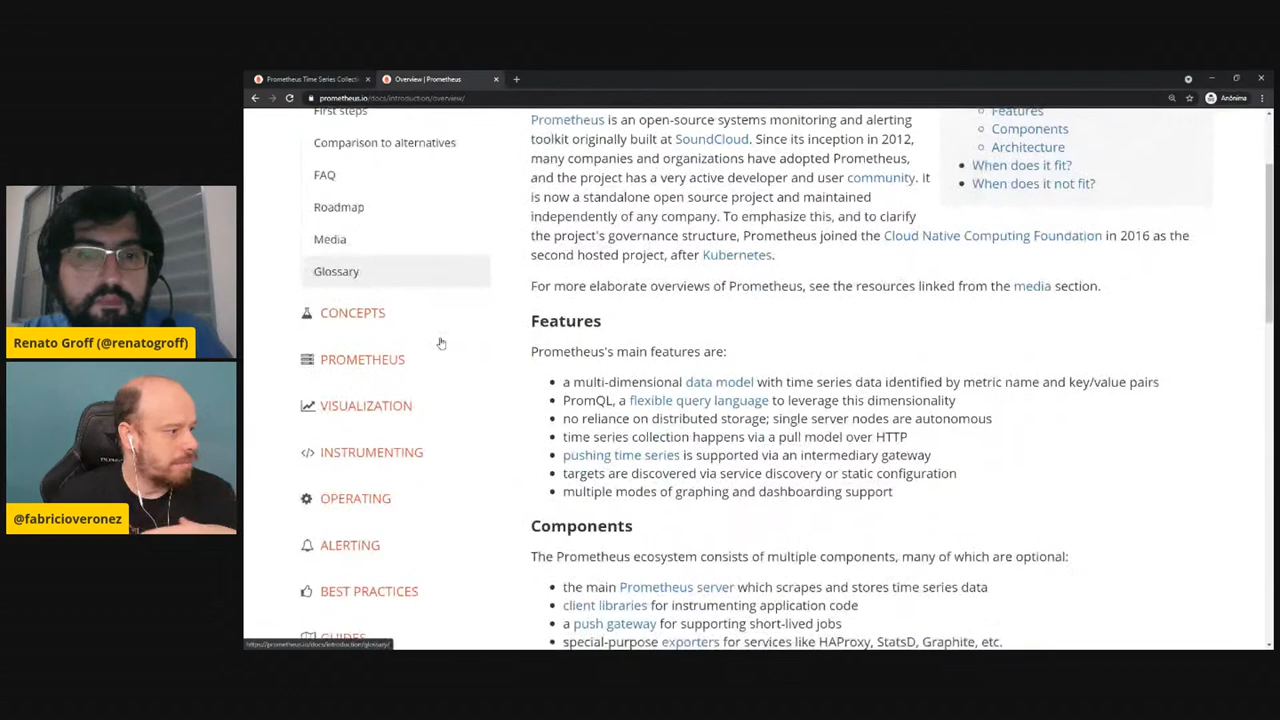 Prometheus Time Series Collecti
Overview | Prometheus
prometheus.io/docs/introduction/overview/
Anônima
First steps
Comparison to alternatives
FAQ
Roadmap
Media
Glossary
CONCEPTS
PROMETHEUS
VISUALIZATION
INSTRUMENTING
OPERATING
ALERTING
BEST PRACTICES
GUIDES
https://prometheus.io/docs/introduction/glossary/
Prometheus is an open-source systems monitoring and alerting
toolkit originally built at SoundCloud. Since its inception in 2012,
many companies and organizations have adopted Prometheus,
and the project has a very active developer and user community. It
is now a standalone open source project and maintained
independently of any company. To emphasize this, and to clarify
the project's governance structure, Prometheus joined the Cloud Native Computing Foundation in 2016 as the
second hosted project, after Kubernetes.
For more elaborate overviews of Prometheus, see the resources linked from the media section.
Features
Prometheus's main features are:
a multi-dimensional data model with time series data identified by metric name and key/value pairs
PromQL, a flexible query language to leverage this dimensionality
no reliance on distributed storage; single server nodes are autonomous
time series collection happens via a pull model over HTTP
pushing time series is supported via an intermediary gateway
targets are discovered via service discovery or static configuration
multiple modes of graphing and dashboarding support
Components
The Prometheus ecosystem consists of multiple components, many of which are optional:
the main Prometheus server which scrapes and stores time series data
client libraries for instrumenting application code
a push gateway for supporting short-lived jobs
special-purpose exporters for services like HAProxy, StatsD, Graphite, etc.
Features
Components
Architecture
When does it fit?
When does it not fit?
Renato Groff (@renatogroff)
@fabricioveronez